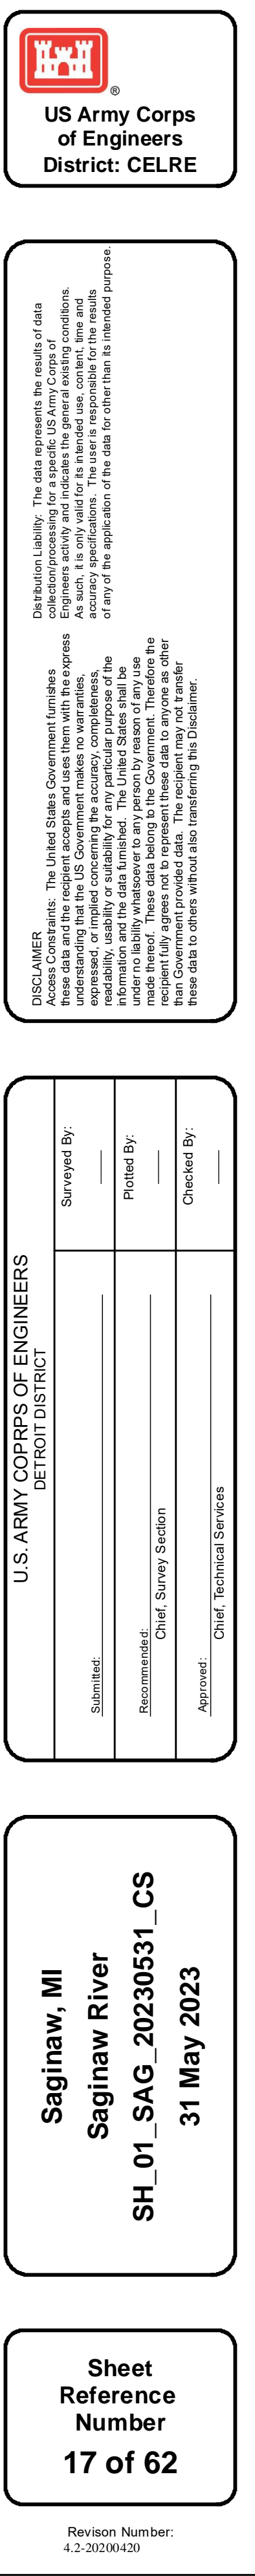 ®
US Army Corps
of Engineers
District: CELRE
DISCLAIMER
Access Constraints: The United States Government furnishes
these data and the recipient accepts and uses them with the express
understanding that the US Government makes no warranties,
expressed, or implied concerning the accuracy, completeness,
readability, usability or suitability for any particular purpose of the
information and the data furnished. The United States shall be
under no liability whatsoever to any person by reason of any use
made thereof. These data belong to the Government. Therefore the
recipient fully agrees not to represent these data to anyone as other
than Government provided data. The recipient may not transfer
these data to others without also transferring this Disclaimer.
Distribution Liability: The data represents the results of data
collection/processing for a specific US Army Corps of
Engineers activity and indicates the general existing conditions.
As such, it is only valid for its intended use, content, time and
accuracy specifications. The user is responsible for the results
of any of the application of the data for other than its intended purpose.
U.S. ARMY COPRPS OF ENGINEERS
DETROIT DISTRICT
Submitted:
Surveyed By:
Recommended:
Chief, Survey Section
Plotted By:
Approved:
Chief, Technical Services
Checked By:
Saginaw, MI
Saginaw River
SH_01_SAG_20230531_CS
31 May 2023
Sheet
Reference
Number
17 of 62
Revison Number:
4.2-20200420